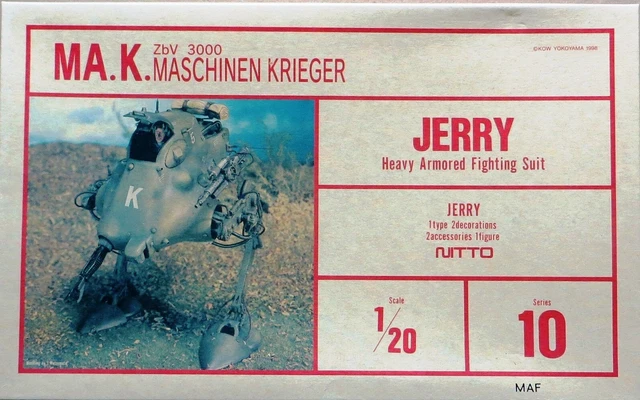 MA.K. ZbV 3000
MASCHINEN KRIEGER
©KOW YOKOYAMA 1998
K
JERRY
Heavy Armored Fighting Suit
JERRY
1type 2decorations
2accessories 1figure
NITTO
Scale
1/20
Series
10
MAF